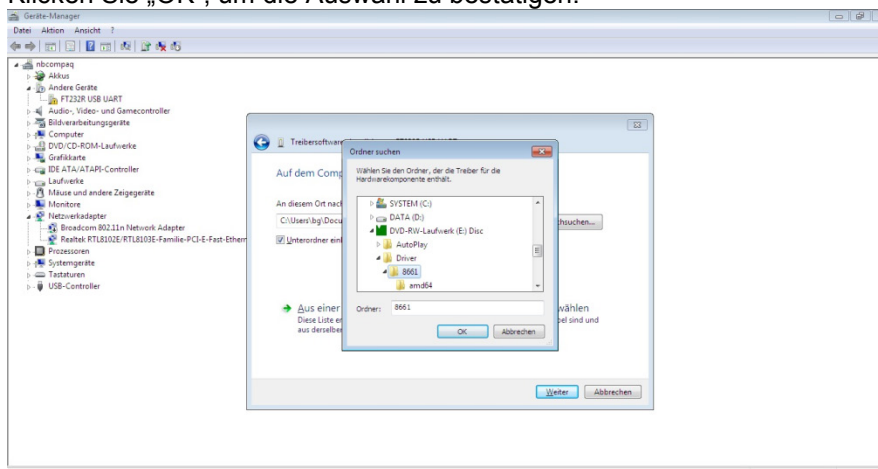 Klicken Sie „OK“, um die Auswahl zu bestätigen.
Geräte-Manager
Datei Aktion Ansicht ?
nbcompaq
Akkus
Andere Geräte
FT232R USB UART
Audio-, Video- und Gamecontroller
Bildverarbeitungsgeräte
Computer
DVD/CD-ROM-Laufwerke
Grafikkarte
IDE ATA/ATAPI-Controller
Laufwerke
Mäuse und andere Zeigegeräte
Monitore
Netzwerkadapter
Broadcom 802.11n Network Adapter
Realtek RTL8102E/RTL8103E-Familie-PCI-E-Fast-Ethern
Prozessoren
Systemgeräte
Tastaturen
USB-Controller
Treibersoftware
Auf dem Comp
An diesem Ort nach
C:\Users\bg\Docu
hsuchen...
Unterordner einl
Aus einer
wählen
Diese Liste en
bel sind und
aus derselben
Weiter Abbrechen
Ordner suchen
Wählen Sie den Ordner, der die Treiber für die
Hardwarekomponente enthält.
SYSTEM (C:)
DATA (D:)
DVD-RW-Laufwerk (E:) Disc
AutoPlay
Driver
8661
amd64
Ordner: 8661
OK Abbrechen